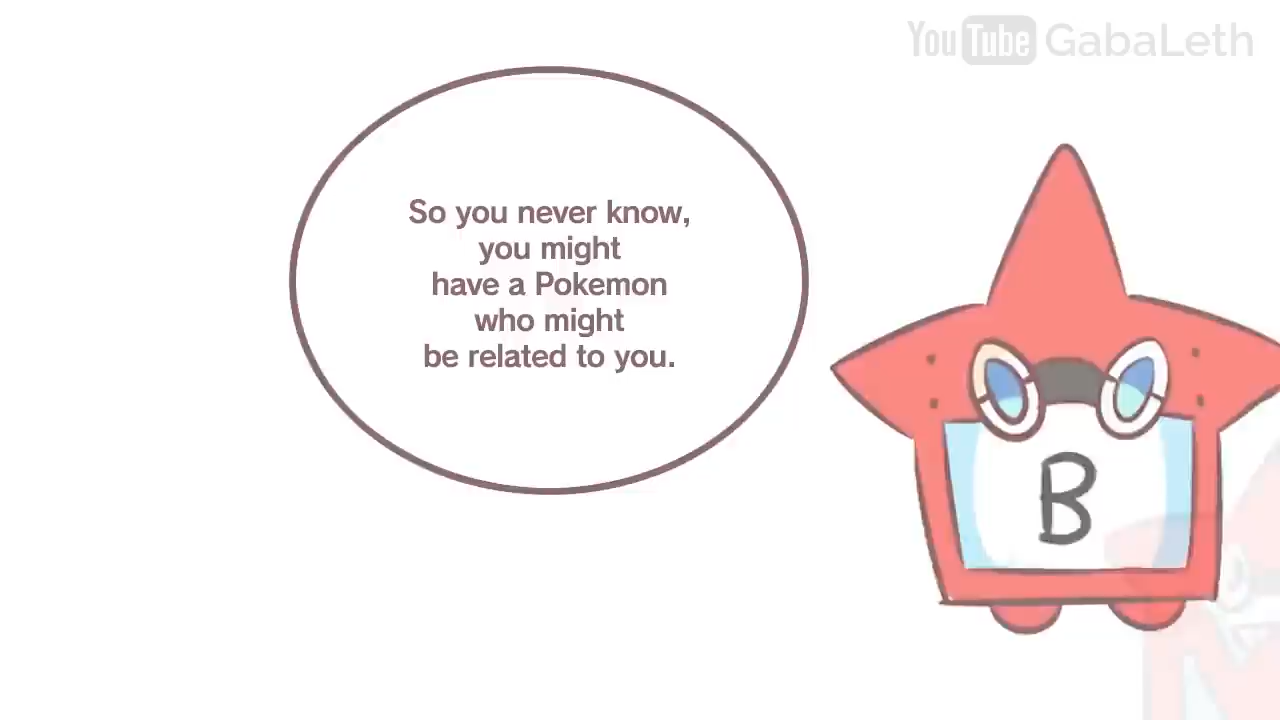 YouTube GabaLeth
So you never know,
you might
have a Pokemon
who might
be related to you.
B